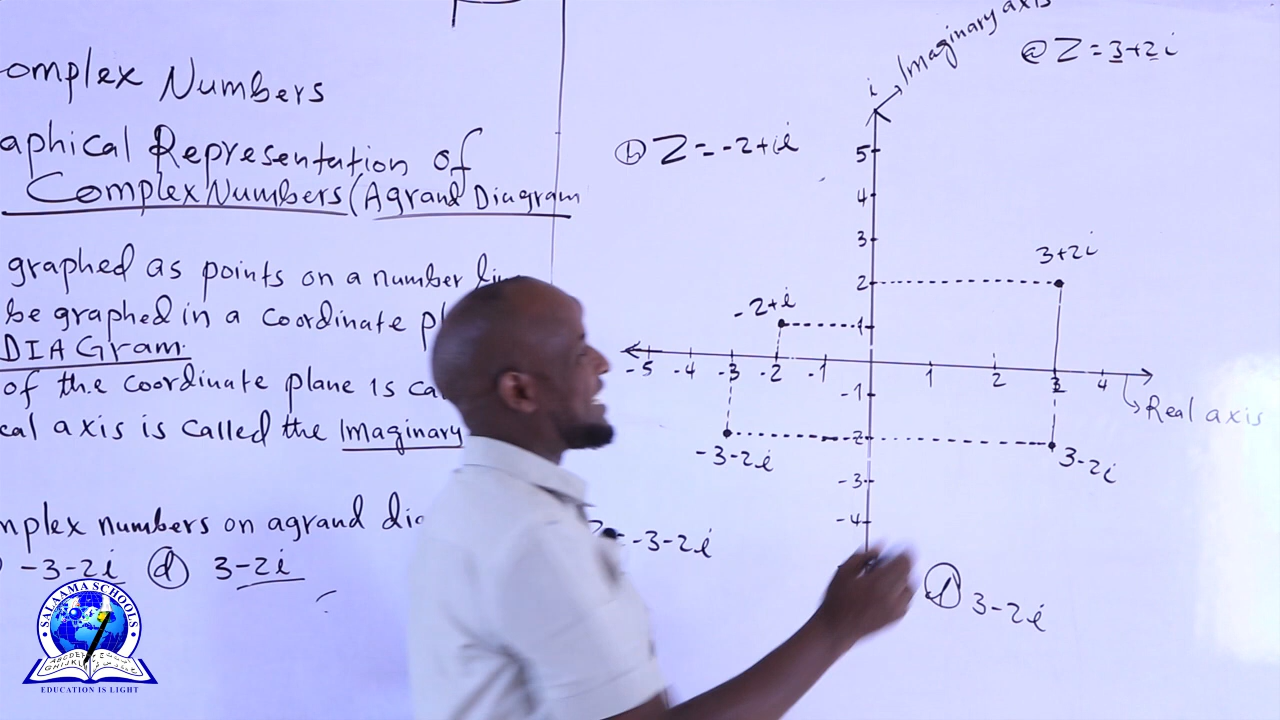 omplex Numbers
aphical Representation of
Complex Numbers (Agrand Diagram
graphed as points on a number
be graphed in a coordinate
DIAGram.
of the coordinate plane is
cal axis is called the Imaginary
mplex numbers on agrand
-3-2i (d) 3-2i
(b) Z=-2+i
(a) Z=3+2i
i
Imaginary axis
5
4
3
2
1
-1
-2
-3
-4
-5 -4 -3 -2 -1 1 2 3 4
Real axis
3+2i
-2+i
-3-2i
3-2i
=-3-2i
(d) 3-2i
SALAAMA SCHOOLS
EDUCATION IS LIGHT